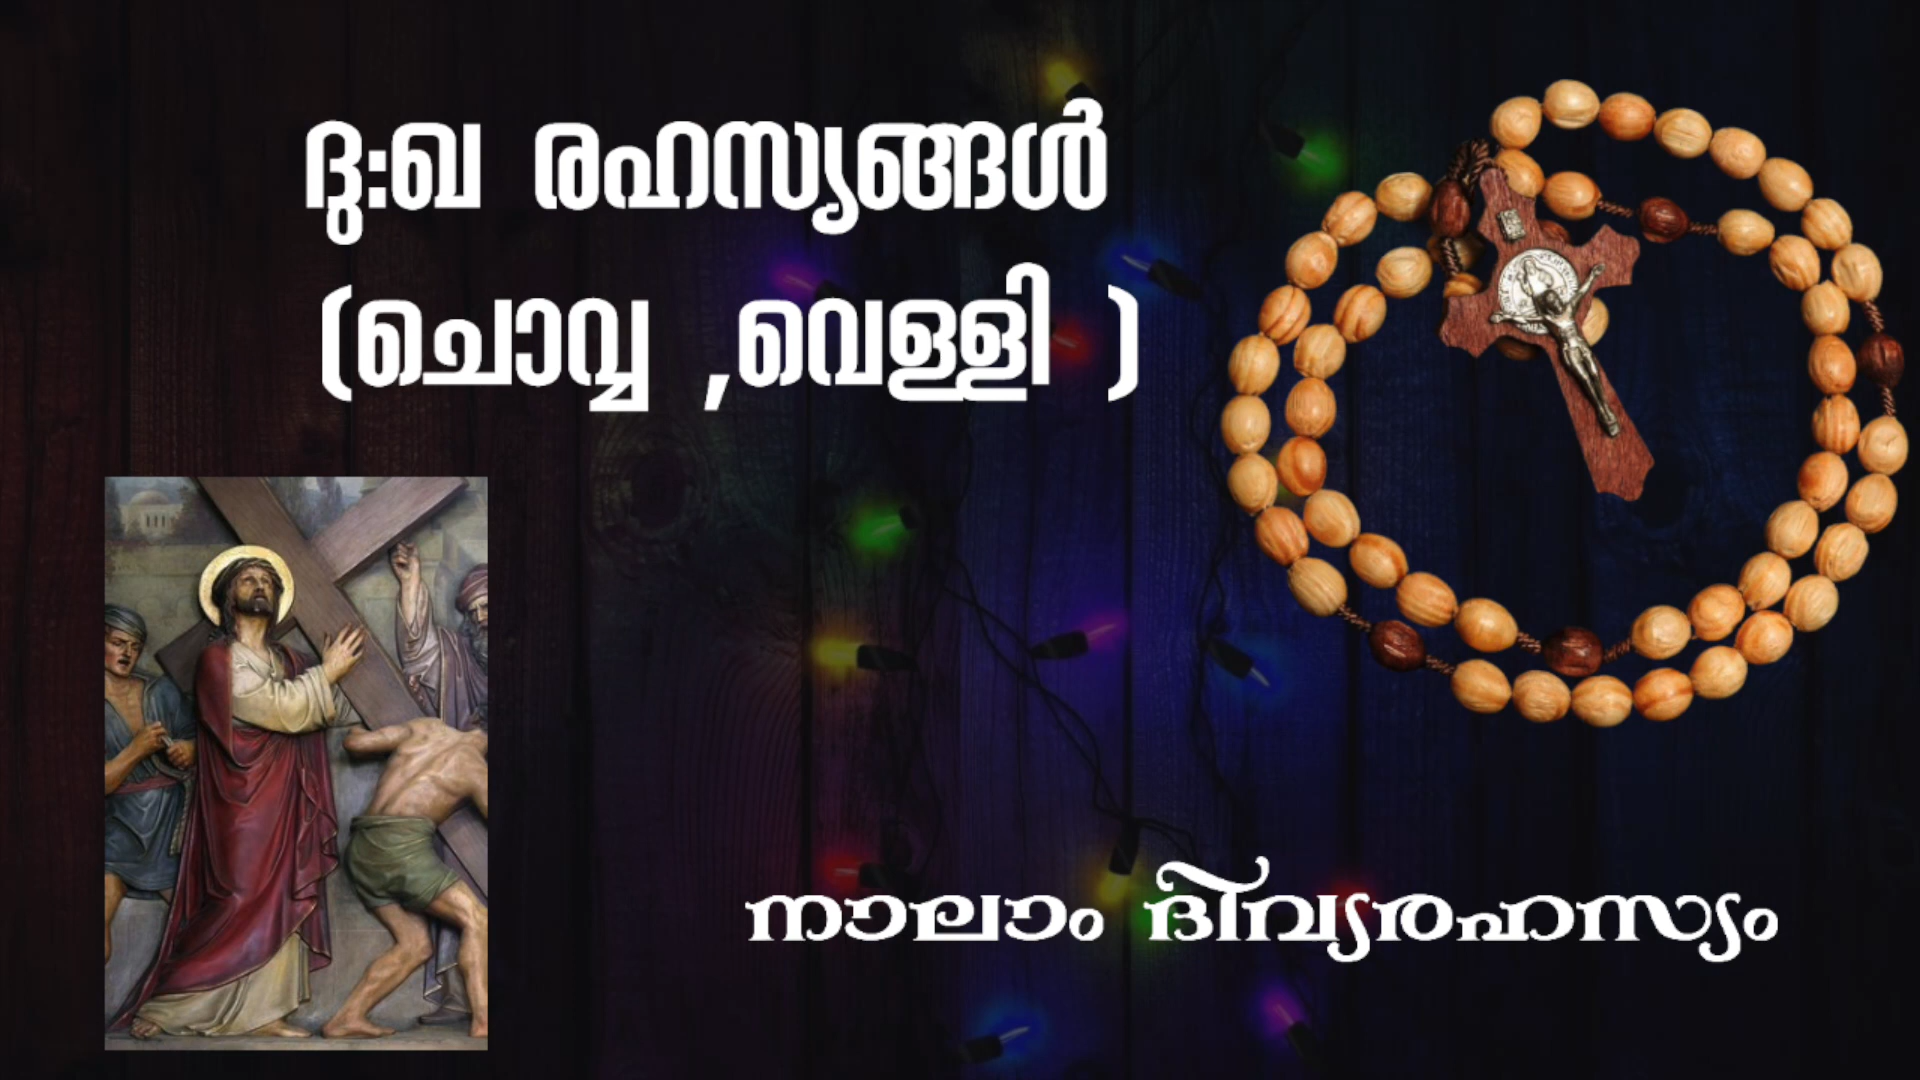 ദു:ഖ രഹസ്യങ്ങൾ
(ചൊവ്വ ,വെള്ളി )
നാലാം ദിവ്യരഹസ്യം